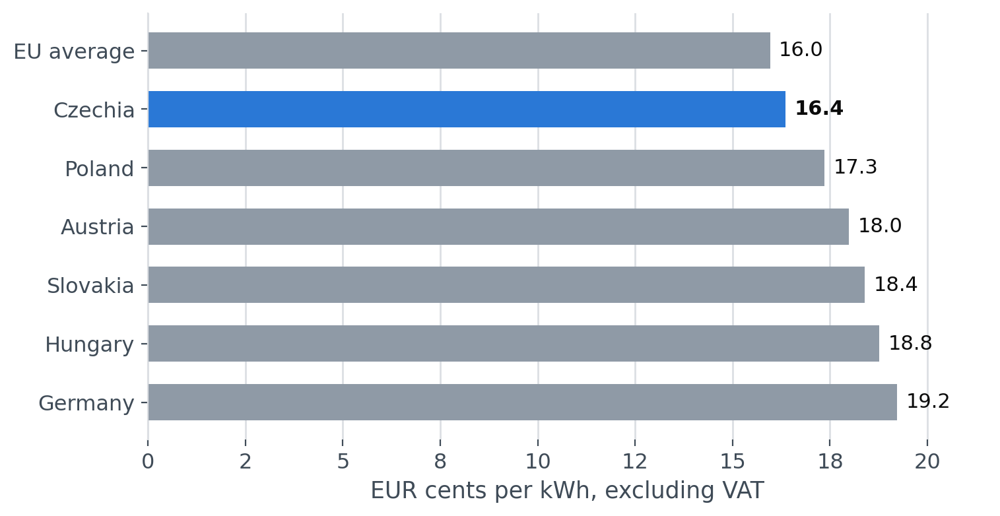 EU average 16.0
Czechia 16.4
Poland 17.3
Austria 18.0
Slovakia 18.4
Hungary 18.8
Germany 19.2
0 2 5 8 10 12 15 18 20
EUR cents per kWh, excluding VAT